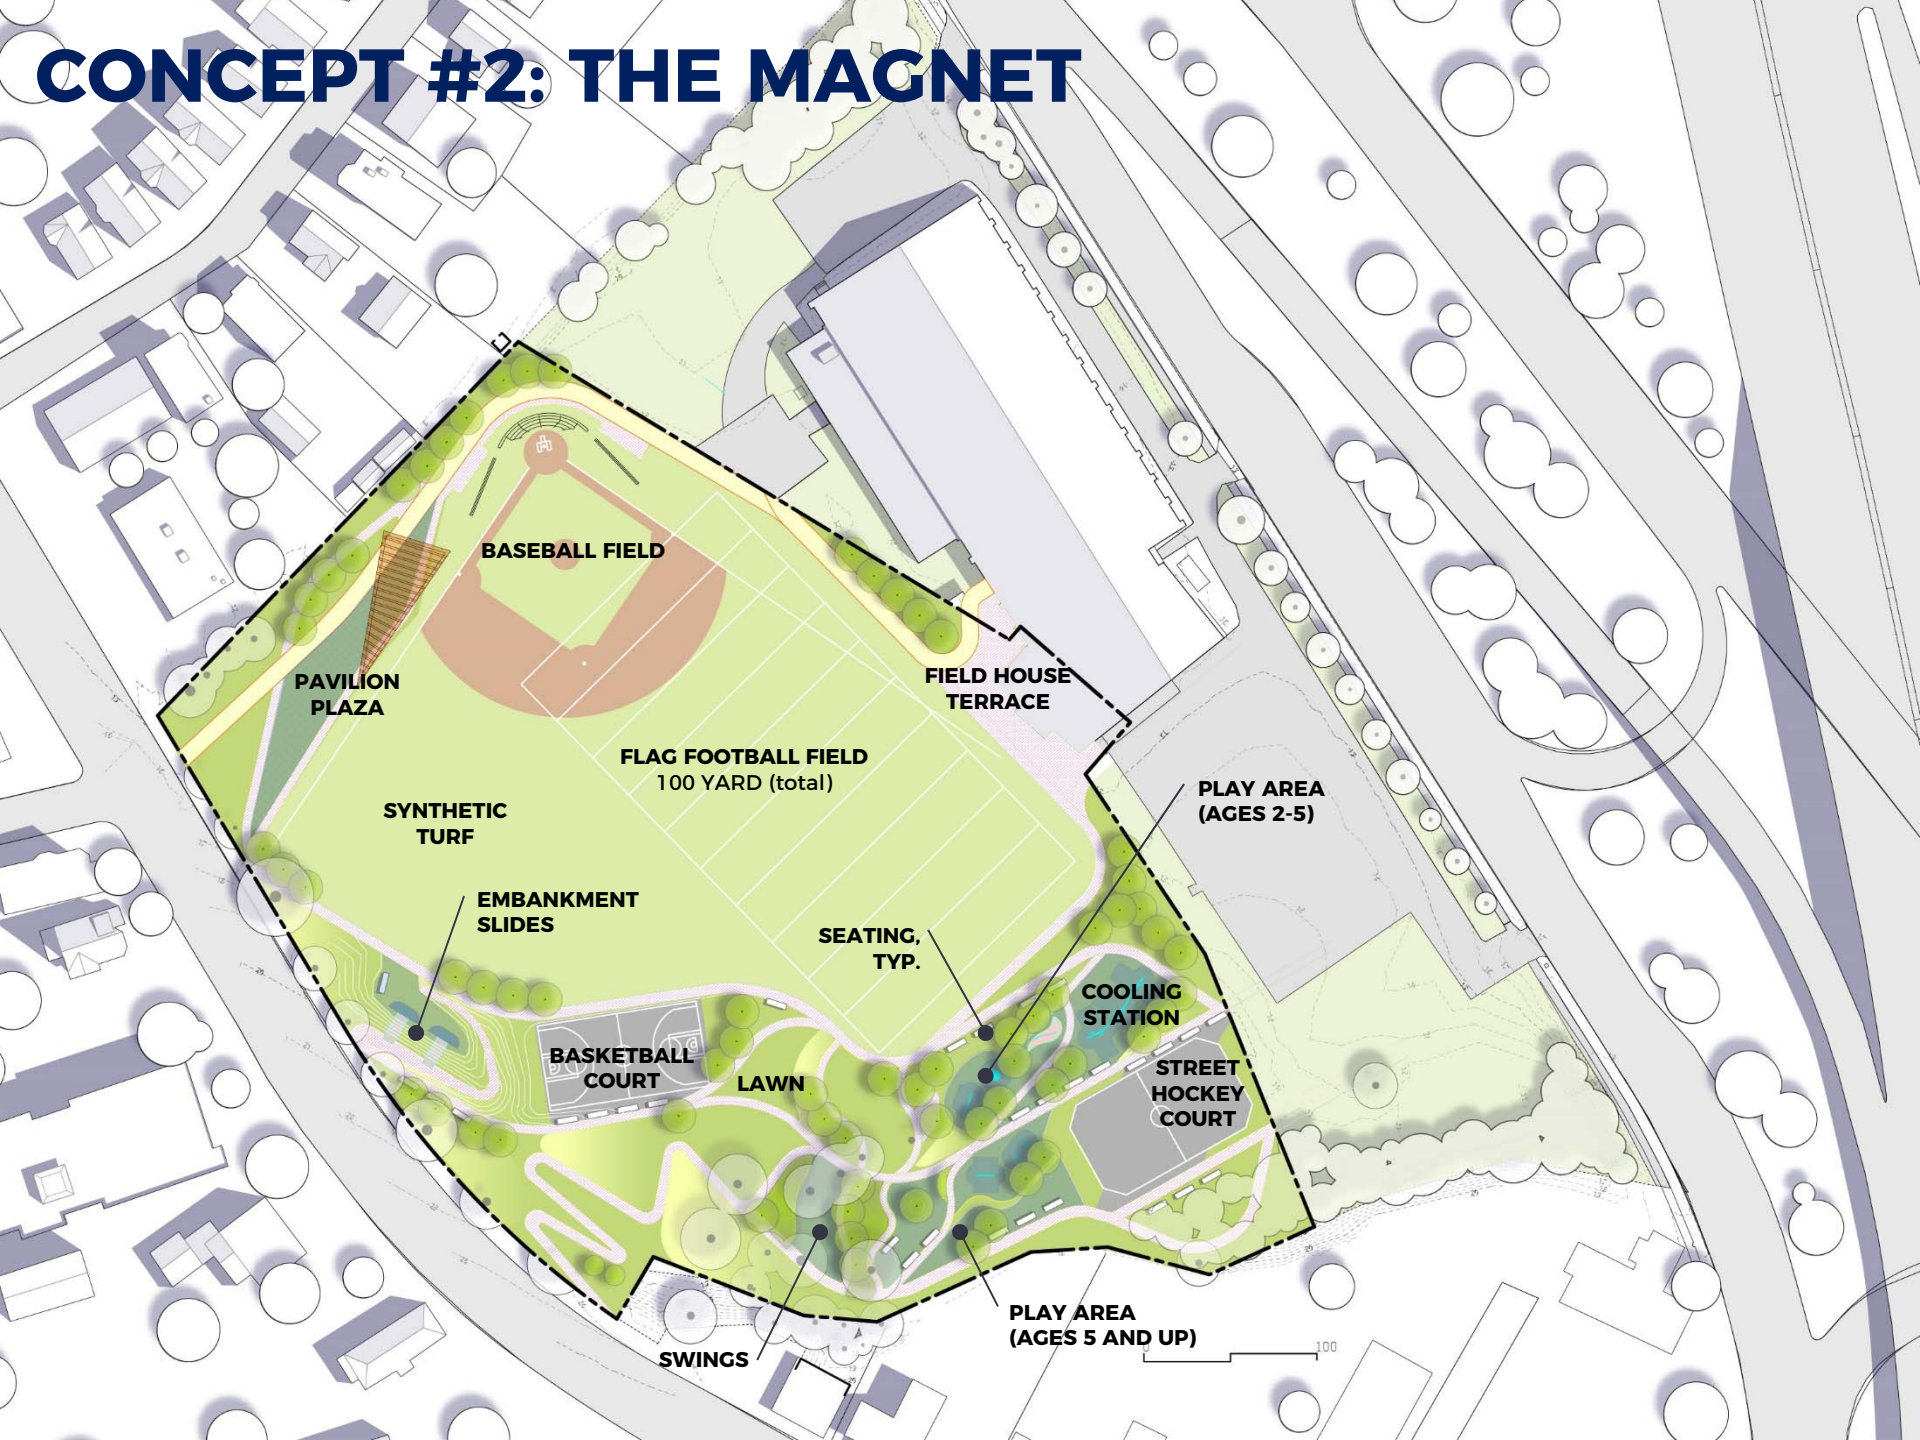 CONCEPT #2: THE MAGNET
BASEBALL FIELD
PAVILION
PLAZA
FIELD HOUSE
TERRACE
FLAG FOOTBALL FIELD
100 YARD (total)
PLAY AREA
(AGES 2-5)
SYNTHETIC
TURF
EMBANKMENT
SLIDES
SEATING,
TYP.
COOLING
STATION
BASKETBALL
COURT
LAWN
STREET
HOCKEY
COURT
PLAY AREA
(AGES 5 AND UP)
SWINGS
0
100